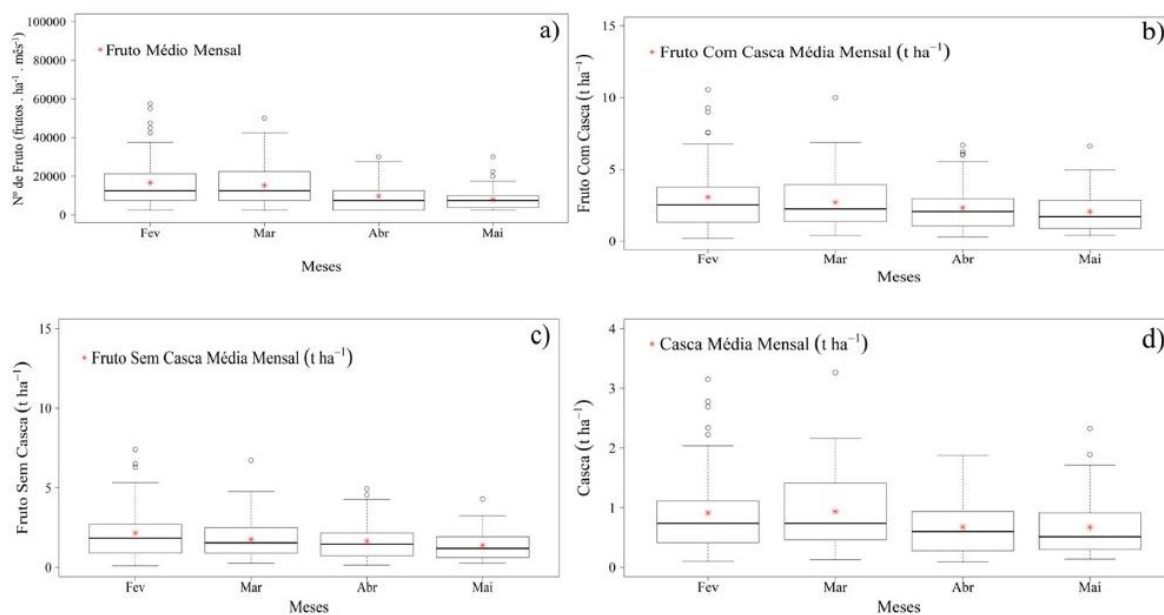 a)
100000
80000
60000
40000
20000
0
Nº de Fruto (frutos . ha⁻¹ . mês⁻¹)
* Fruto Médio Mensal
Fev Mar Abr Mai
Meses
b)
15
10
5
0
Fruto Com Casca (t ha⁻¹)
* Fruto Com Casca Média Mensal (t ha⁻¹)
Fev Mar Abr Mai
Meses
c)
15
10
5
0
Fruto Sem Casca (t ha⁻¹)
* Fruto Sem Casca Média Mensal (t ha⁻¹)
Fev Mar Abr Mai
Meses
d)
4
3
2
1
0
Casca (t ha⁻¹)
* Casca Média Mensal (t ha⁻¹)
Fev Mar Abr Mai
Meses